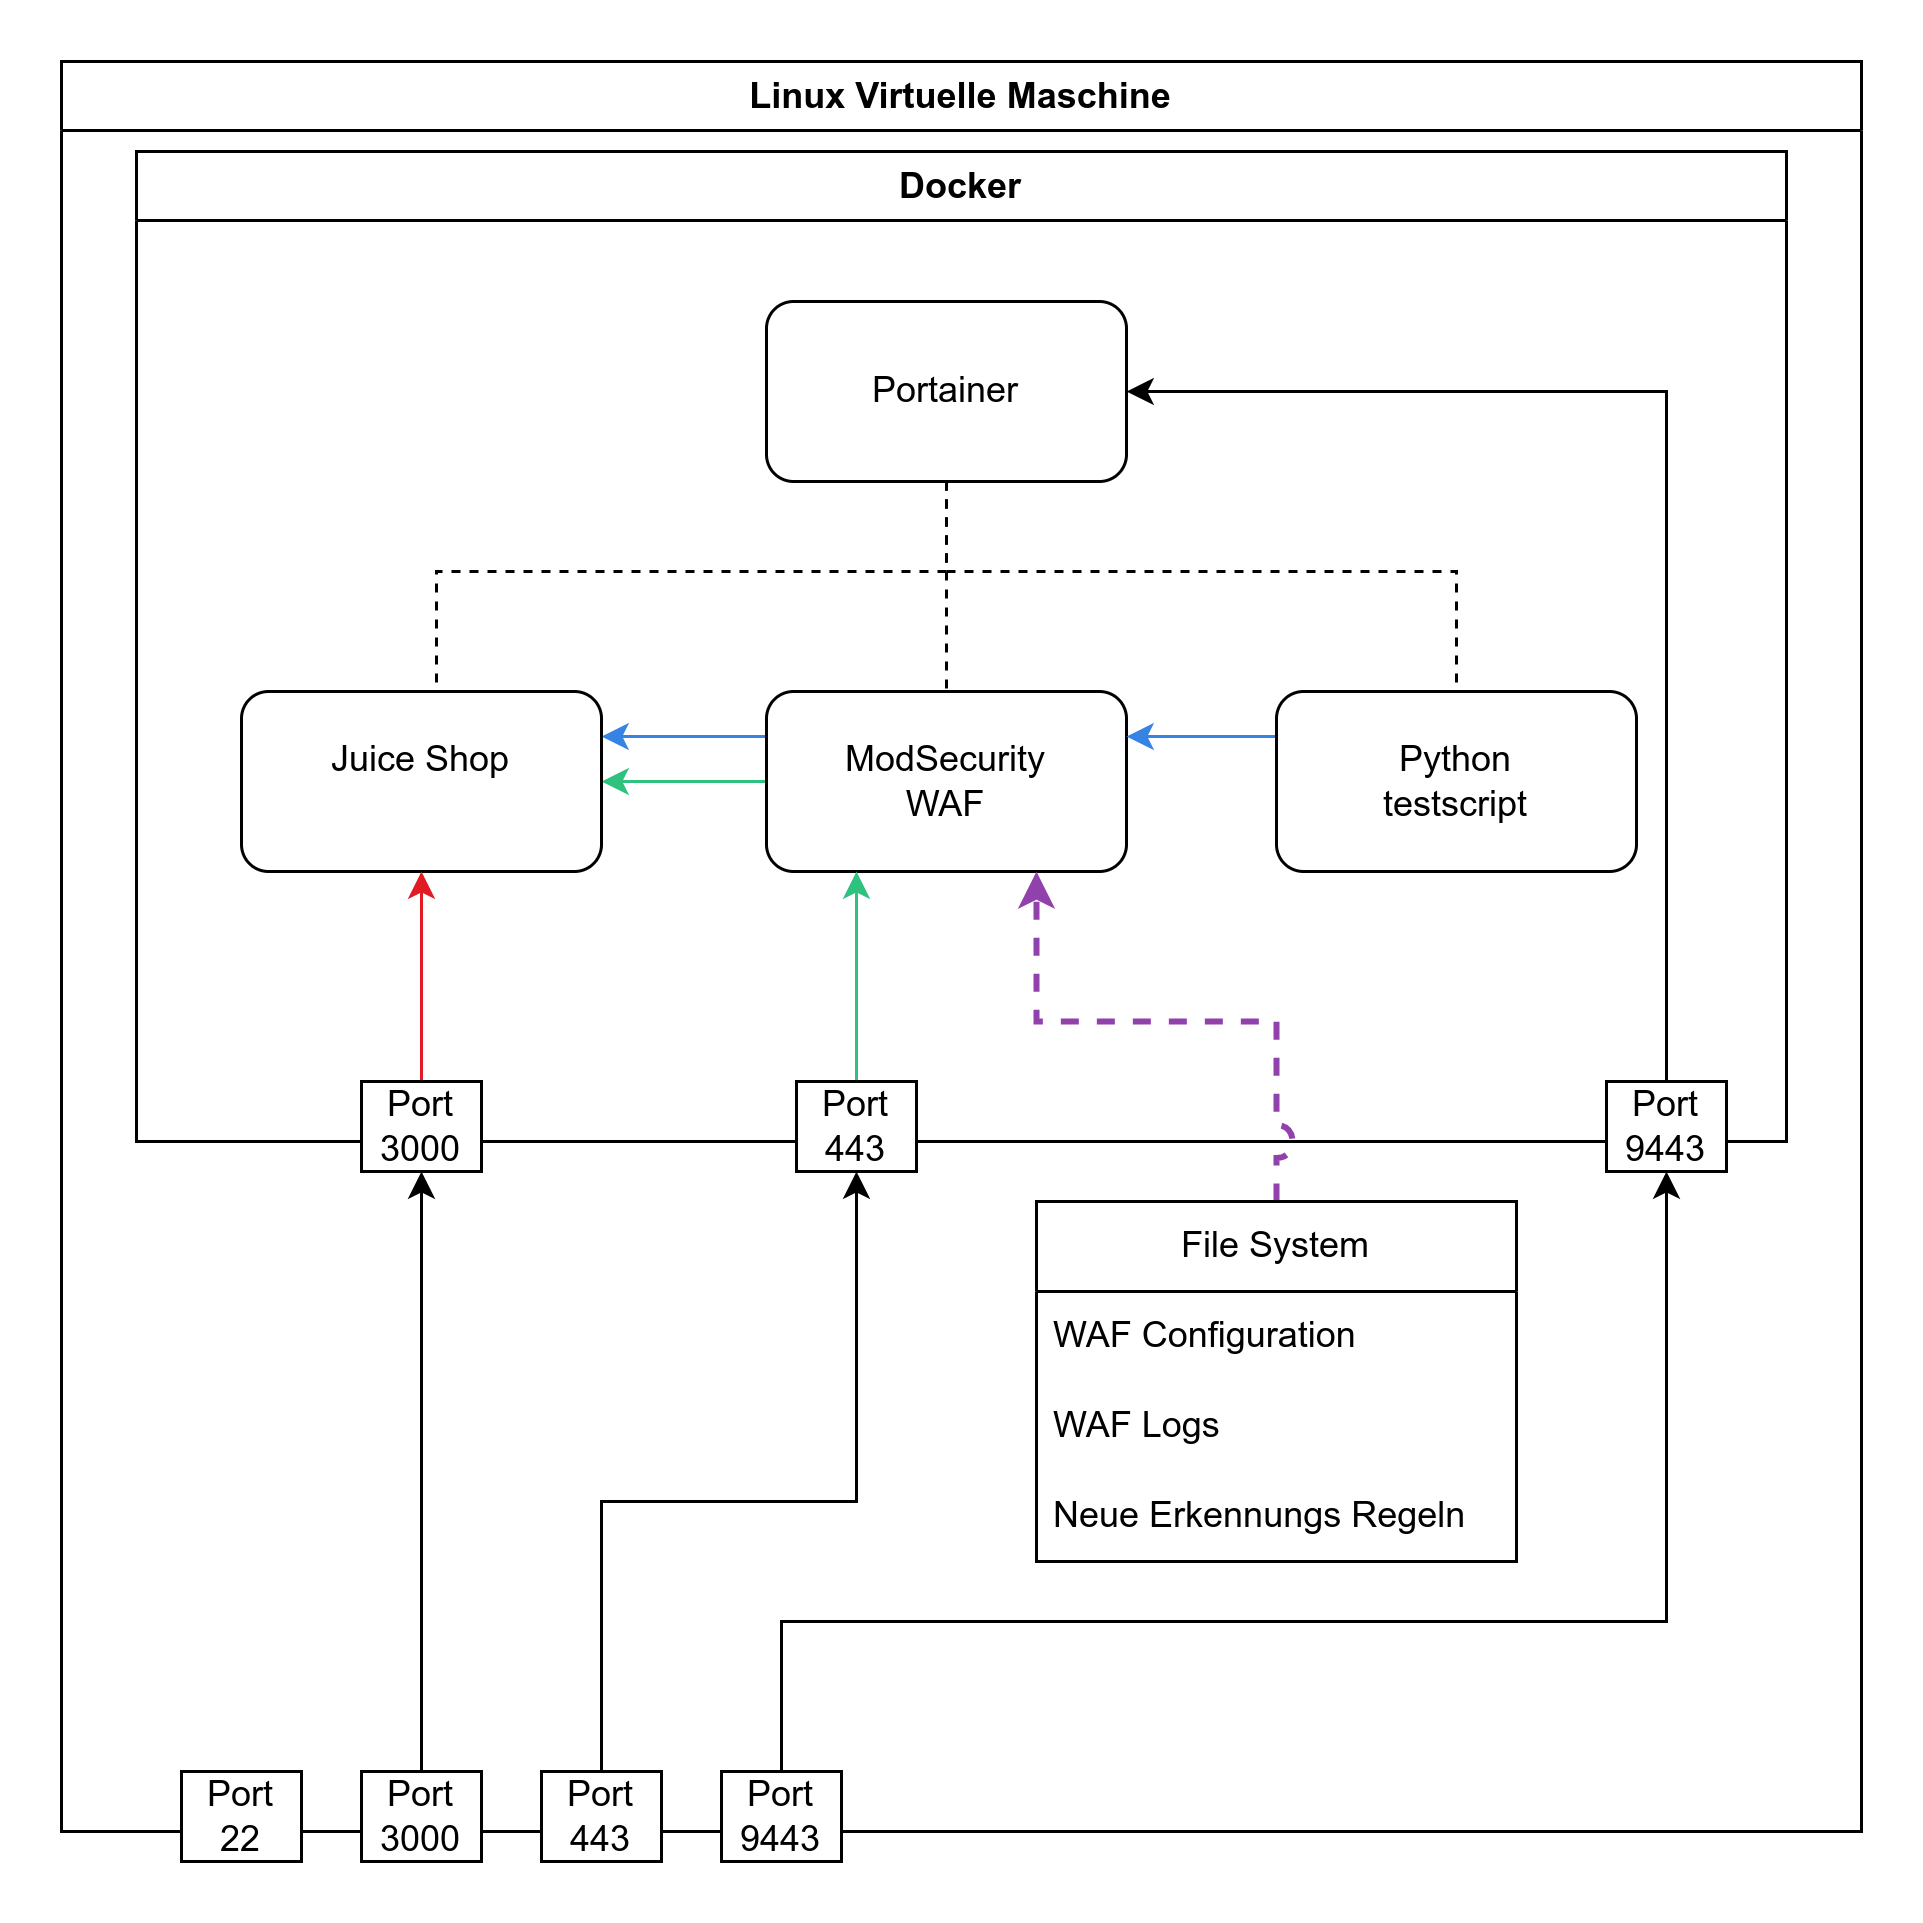 Linux Virtuelle Maschine
Docker
Portainer
Juice Shop
ModSecurity
WAF
Python
testscript
Port
3000
Port
443
Port
9443
File System
WAF Configuration
WAF Logs
Neue Erkennungs Regeln
Port
22
Port
3000
Port
443
Port
9443